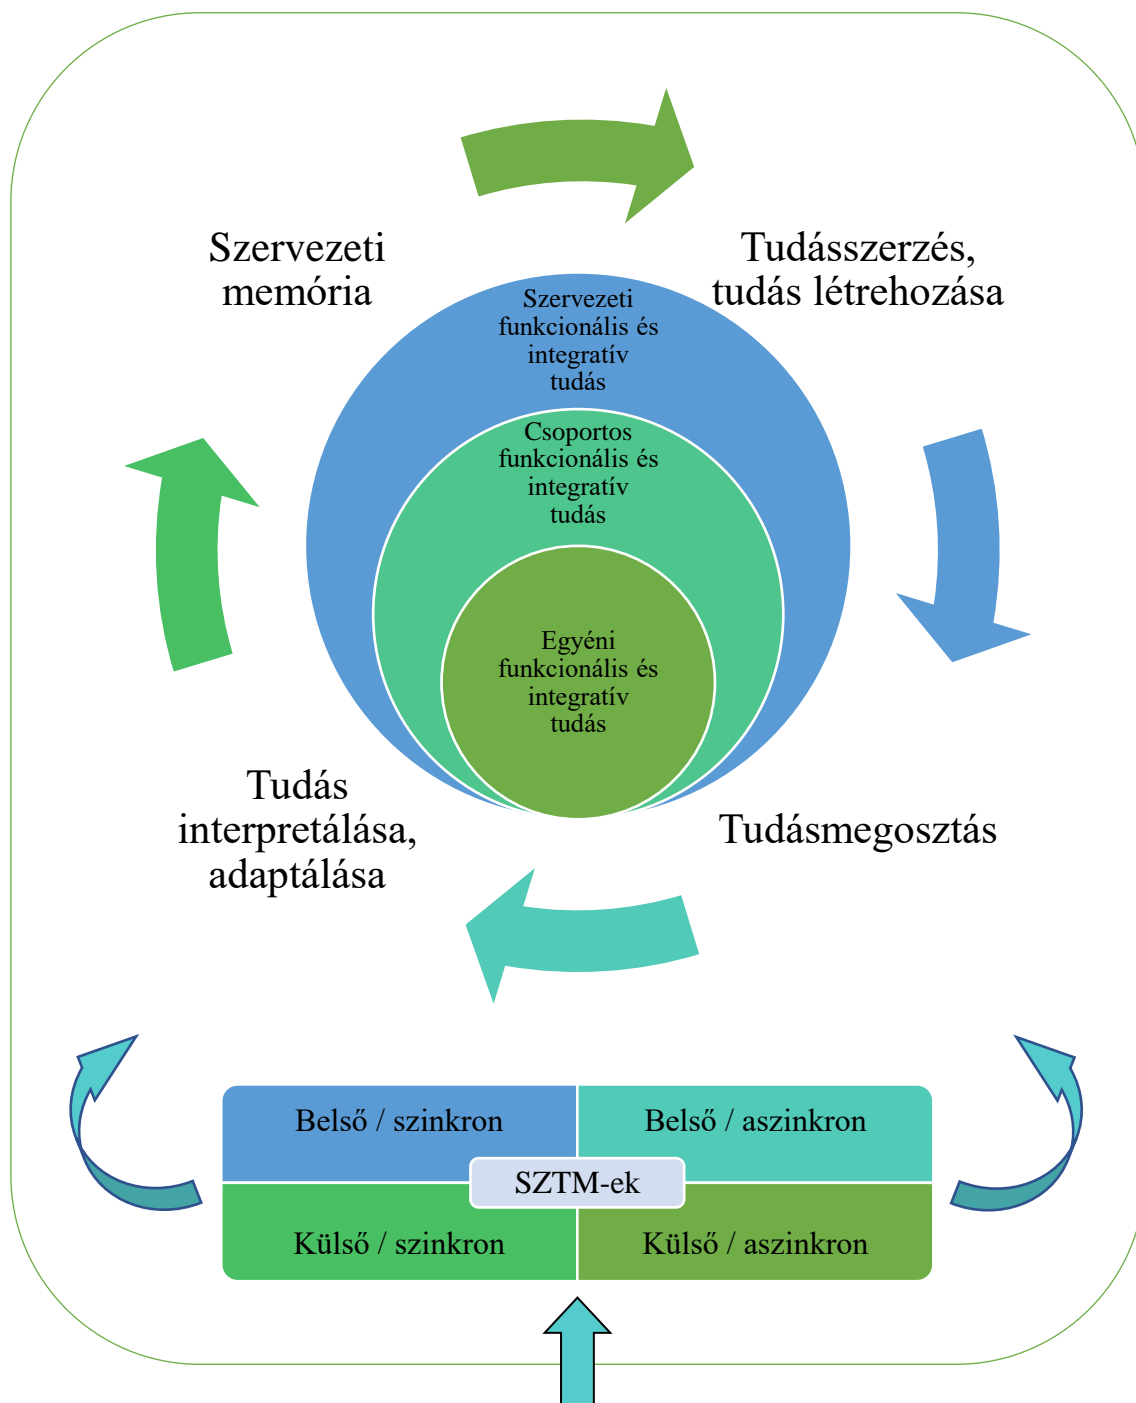 Szervezeti
memória
Tudásszerzés,
tudás létrehozása
Szervezeti
funkcionális és
integratív
tudás
Csoportos
funkcionális és
integratív
tudás
Egyéni
funkcionális és
integratív
tudás
Tudás
interpretálása,
adaptálása
Tudásmegosztás
Belső / szinkron
Belső / aszinkron
SZTM-ek
Külső / szinkron
Külső / aszinkron